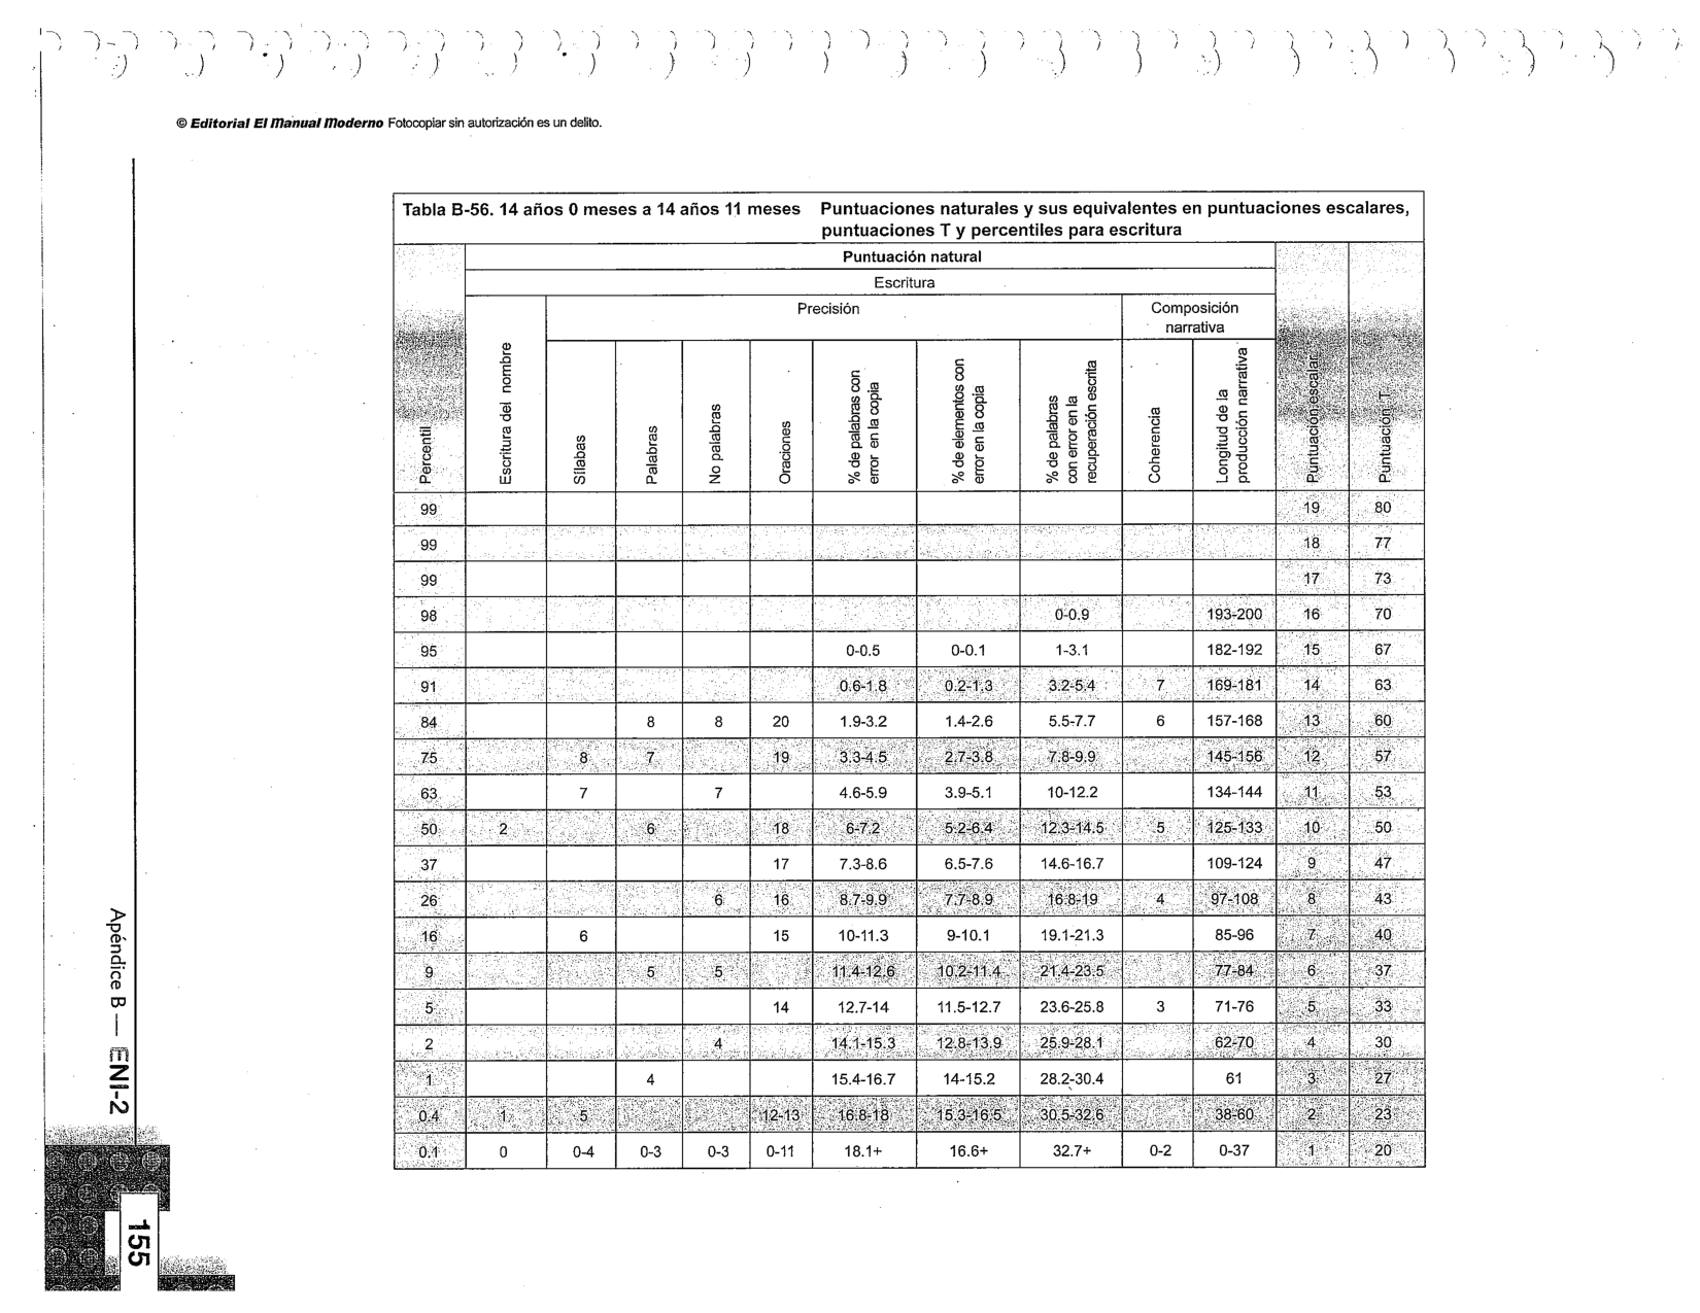 © Editorial El Manual Moderno Fotocopiar sin autorización es un delito.
Tabla B-56. 14 años 0 meses a 14 años 11 meses Puntuaciones naturales y sus equivalentes en puntuaciones escalares,
puntuaciones T y percentiles para escritura
Puntuación natural
Escritura
Precisión
Composición
narrativa
Percentil
Escritura del nombre
Sílabas
Palabras
No palabras
Oraciones
% de palabras con
error en la copia
% de elementos con
error en la copia
% de palabras
con error en la
recuperación escrita
Coherencia
Longitud de la
producción narrativa
Puntuación escalar
Puntuación T
99 19 80
99 18 77
99 17 73
98 0-0.9 193-200 16 70
95 0-0.5 0-0.1 1-3.1 182-192 15 67
91 0.6-1.8 0.2-1.3 3.2-5.4 7 169-181 14 63
84 8 8 20 1.9-3.2 1.4-2.6 5.5-7.7 6 157-168 13 60
75 8 7 19 3.3-4.5 2.7-3.8 7.8-9.9 145-156 12 57
63 7 7 4.6-5.9 3.9-5.1 10-12.2 134-144 11 53
50 2 6 18 6-7.2 5.2-6.4 12.3-14.5 5 125-133 10 50
37 17 7.3-8.6 6.5-7.6 14.6-16.7 109-124 9 47
26 6 16 8.7-9.9 7.7-8.9 16.8-19 4 97-108 8 43
16 6 15 10-11.3 9-10.1 19.1-21.3 85-96 7 40
9 5 5 11.4-12.6 10.2-11.4 21.4-23.5 77-84 6 37
5 14 12.7-14 11.5-12.7 23.6-25.8 3 71-76 5 33
2 4 14.1-15.3 12.8-13.9 25.9-28.1 62-70 4 30
1 4 15.4-16.7 14-15.2 28.2-30.4 61 3 27
0.4 1 5 12-13 16.8-18 15.3-16.5 30.5-32.6 38-60 2 23
0.1 0 0-4 0-3 0-3 0-11 18.1+ 16.6+ 32.7+ 0-2 0-37 1 20
Apéndice B — ENI-2
155